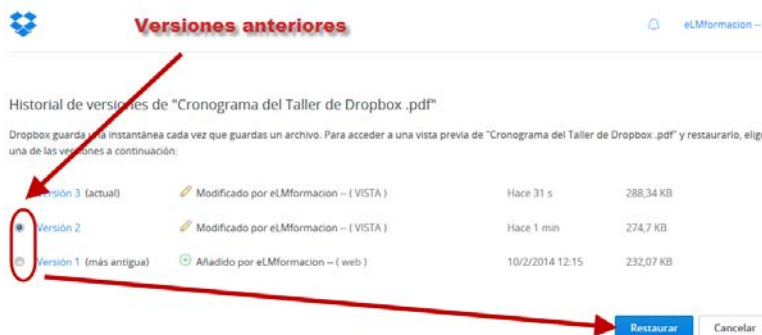 Versiones anteriores
eLMformacion --
Historial de versiones de "Cronograma del Taller de Dropbox .pdf"
Dropbox guarda una instantánea cada vez que guardas un archivo. Para acceder a una vista previa de "Cronograma del Taller de Dropbox .pdf" y restaurarlo, elige
una de las versiones a continuación:
Versión 3 (actual) Modificado por eLMformacion -- ( VISTA ) Hace 31 s 288,34 KB
Versión 2 Modificado por eLMformacion -- ( VISTA ) Hace 1 min 274,7 KB
Versión 1 (más antigua) Añadido por eLMformacion -- ( web ) 10/2/2014 12:15 232,07 KB
Restaurar Cancelar